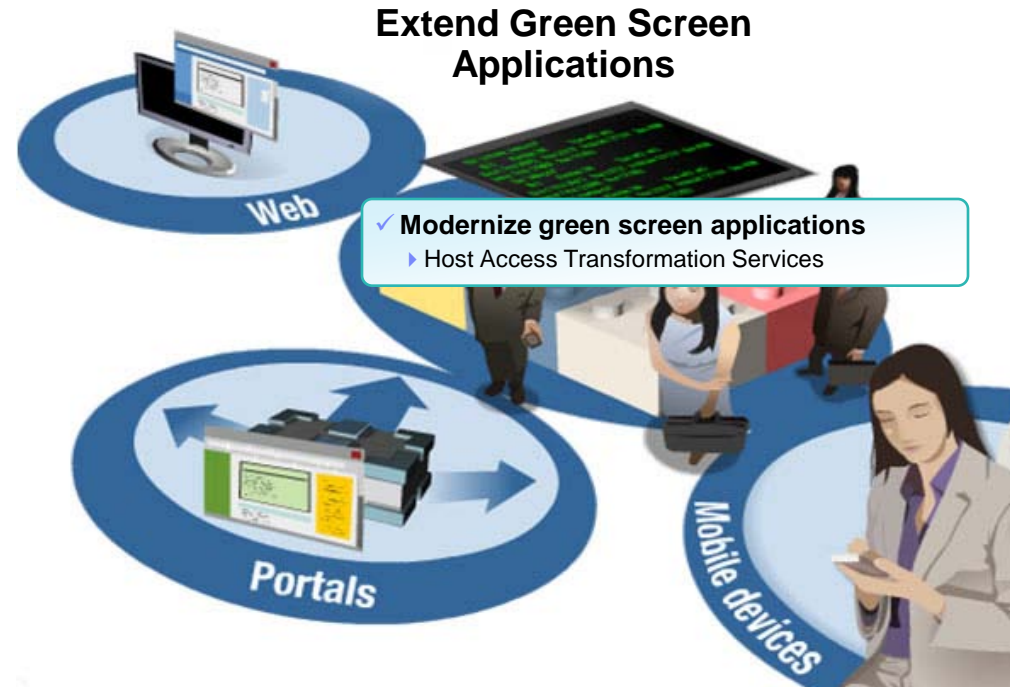 Extend Green Screen
Applications
Web
✓ Modernize green screen applications
Host Access Transformation Services
Portals
Mobile devices